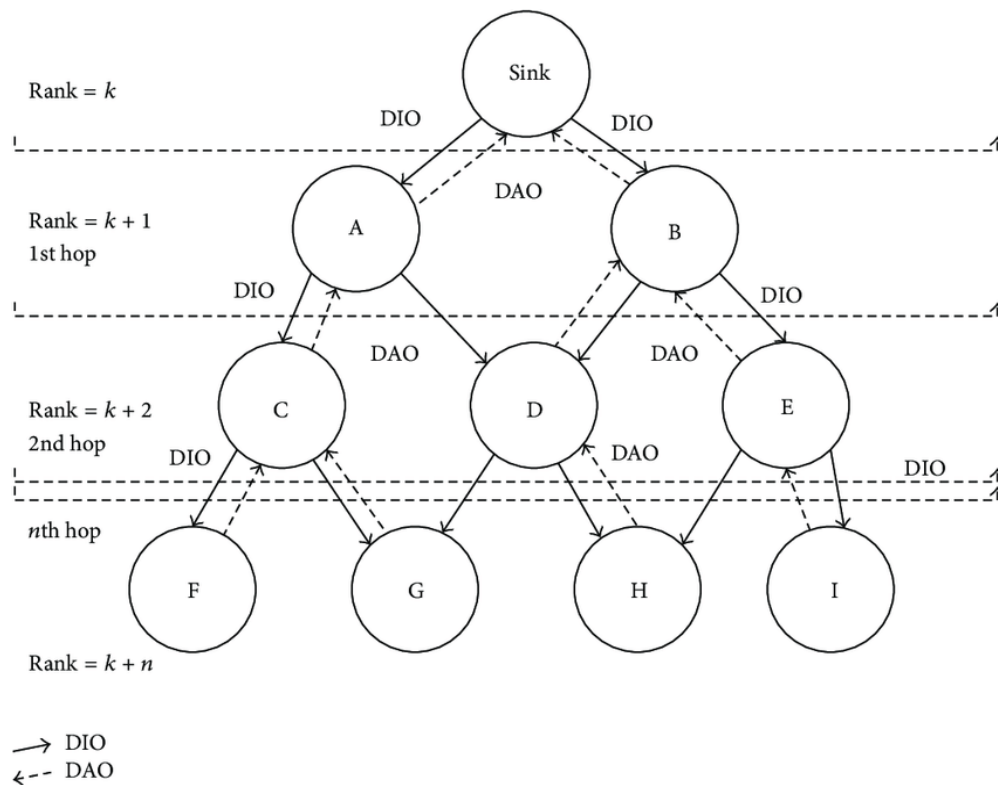 Sink
Rank = k
DIO
DIO
DAO
Rank = k + 1
1st hop
A
B
DIO
DIO
DAO
DAO
Rank = k + 2
2nd hop
C
D
E
DIO
DAO
DIO
nth hop
F
G
H
I
Rank = k + n
DIO
DAO